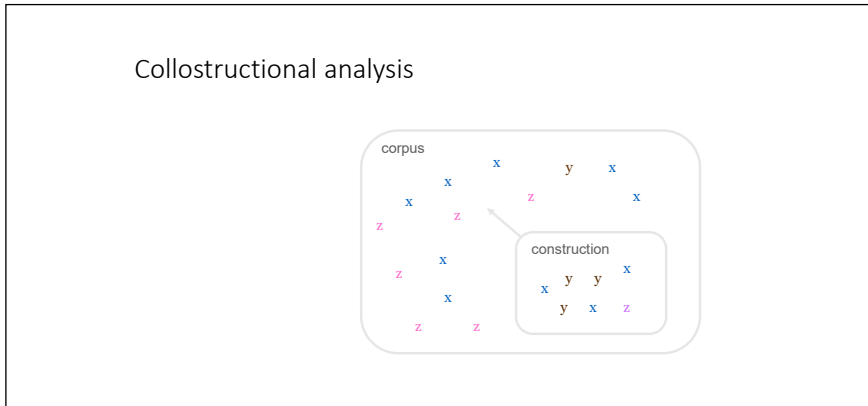 Collostructional analysis
corpus
x y x
x
x z x
z z
construction
x
x y y x
z
x y x z
z z